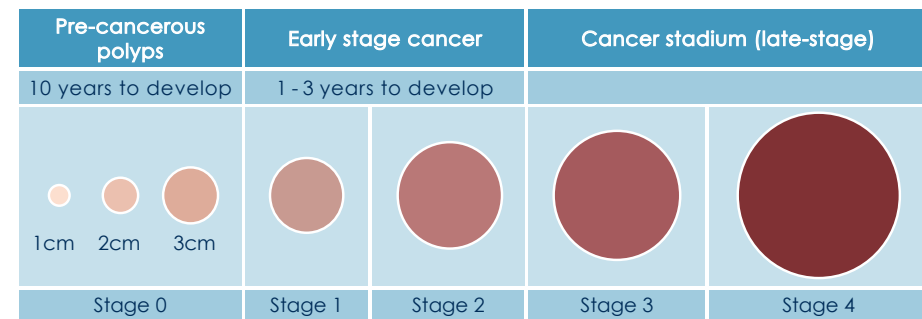 Pre-cancerous
polyps
Early stage cancer
Cancer stadium (late-stage)
10 years to develop
1 - 3 years to develop
1cm
2cm
3cm
Stage 0
Stage 1
Stage 2
Stage 3
Stage 4